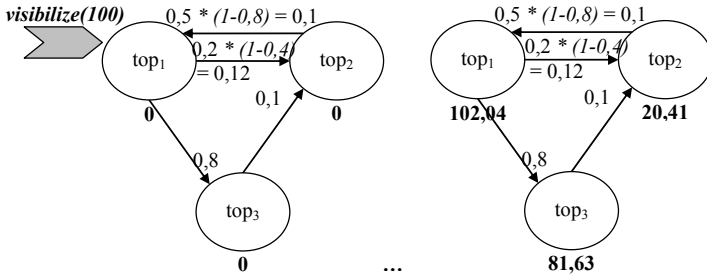 visibilize(100)
0,5 * (1-0,8) = 0,1
0,2 * (1-0,4)
= 0,12
top₁
top₂
0
0
0,1
0,8
top₃
0
...
0,5 * (1-0,8) = 0,1
0,2 * (1-0,4)
= 0,12
top₁
top₂
102,04
20,41
0,1
0,8
top₃
81,63